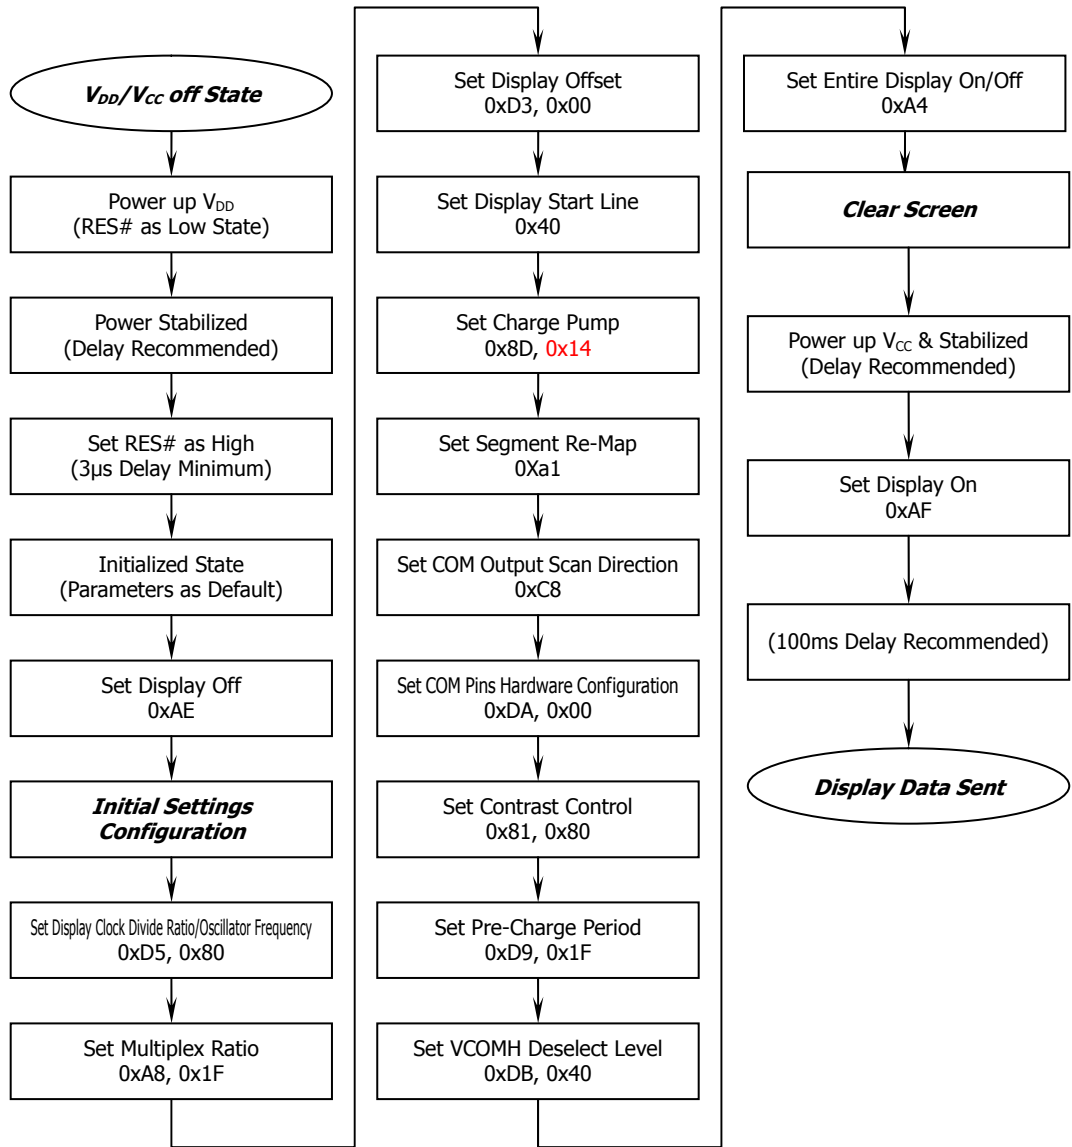 V_DD/V_CC off State
Power up V_DD
(RES# as Low State)
Power Stabilized
(Delay Recommended)
Set RES# as High
(3µs Delay Minimum)
Initialized State
(Parameters as Default)
Set Display Off
0xAE
Initial Settings
Configuration
Set Display Clock Divide Ratio/Oscillator Frequency
0xD5, 0x80
Set Multiplex Ratio
0xA8, 0x1F
Set Display Offset
0xD3, 0x00
Set Display Start Line
0x40
Set Charge Pump
0x8D, 0x14
Set Segment Re-Map
0Xa1
Set COM Output Scan Direction
0xC8
Set COM Pins Hardware Configuration
0xDA, 0x00
Set Contrast Control
0x81, 0x80
Set Pre-Charge Period
0xD9, 0x1F
Set VCOMH Deselect Level
0xDB, 0x40
Set Entire Display On/Off
0xA4
Clear Screen
Power up V_CC & Stabilized
(Delay Recommended)
Set Display On
0xAF
(100ms Delay Recommended)
Display Data Sent